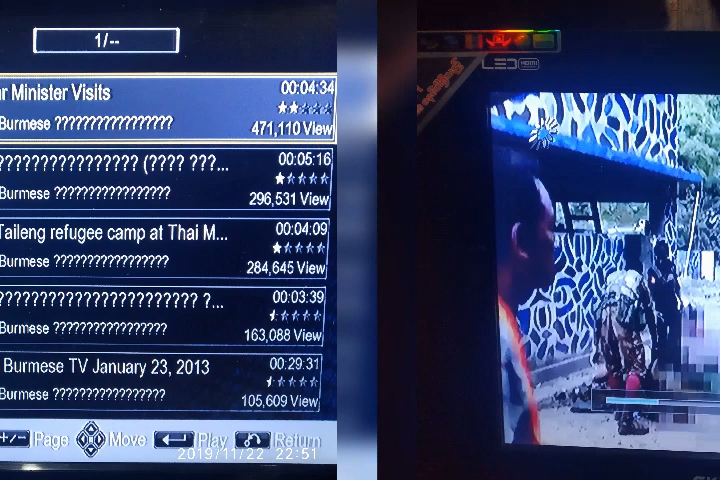 1/--
r Minister Visits
00:04:34
Burmese ?????????????????
471,110 View
???????????????? (???? ???...
00:05:16
Burmese ?????????????????
296,531 View
Taileng refugee camp at Thai M...
00:04:09
Burmese ?????????????????
284,645 View
?????????????????????? ?...
00:03:39
Burmese ?????????????????
163,088 View
Burmese TV January 23, 2013
00:29:31
Burmese ?????????????????
105,609 View
+/- Page Move Play Return
2019/11/22 22:51
LED HDMI